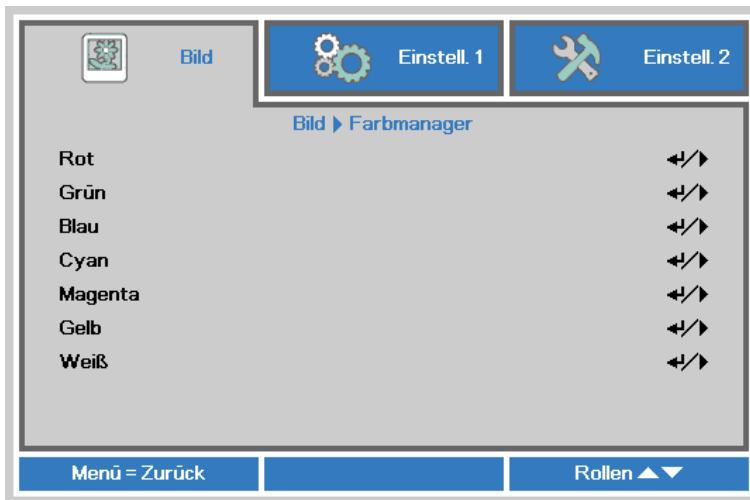 Bild
Einstell. 1
Einstell. 2
Bild ▶ Farbmanager
Rot
Grün
Blau
Cyan
Magenta
Gelb
Weiß
Menü = Zurück
Rollen ▲▼